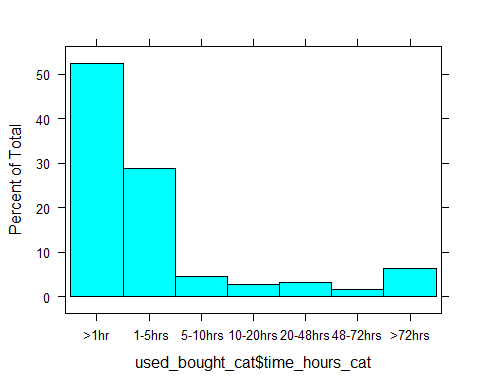 Percent of Total
50
40
30
20
10
0
>1hr 1-5hrs 5-10hrs 10-20hrs 20-48hrs 48-72hrs >72hrs
used_bought_cat$time_hours_cat